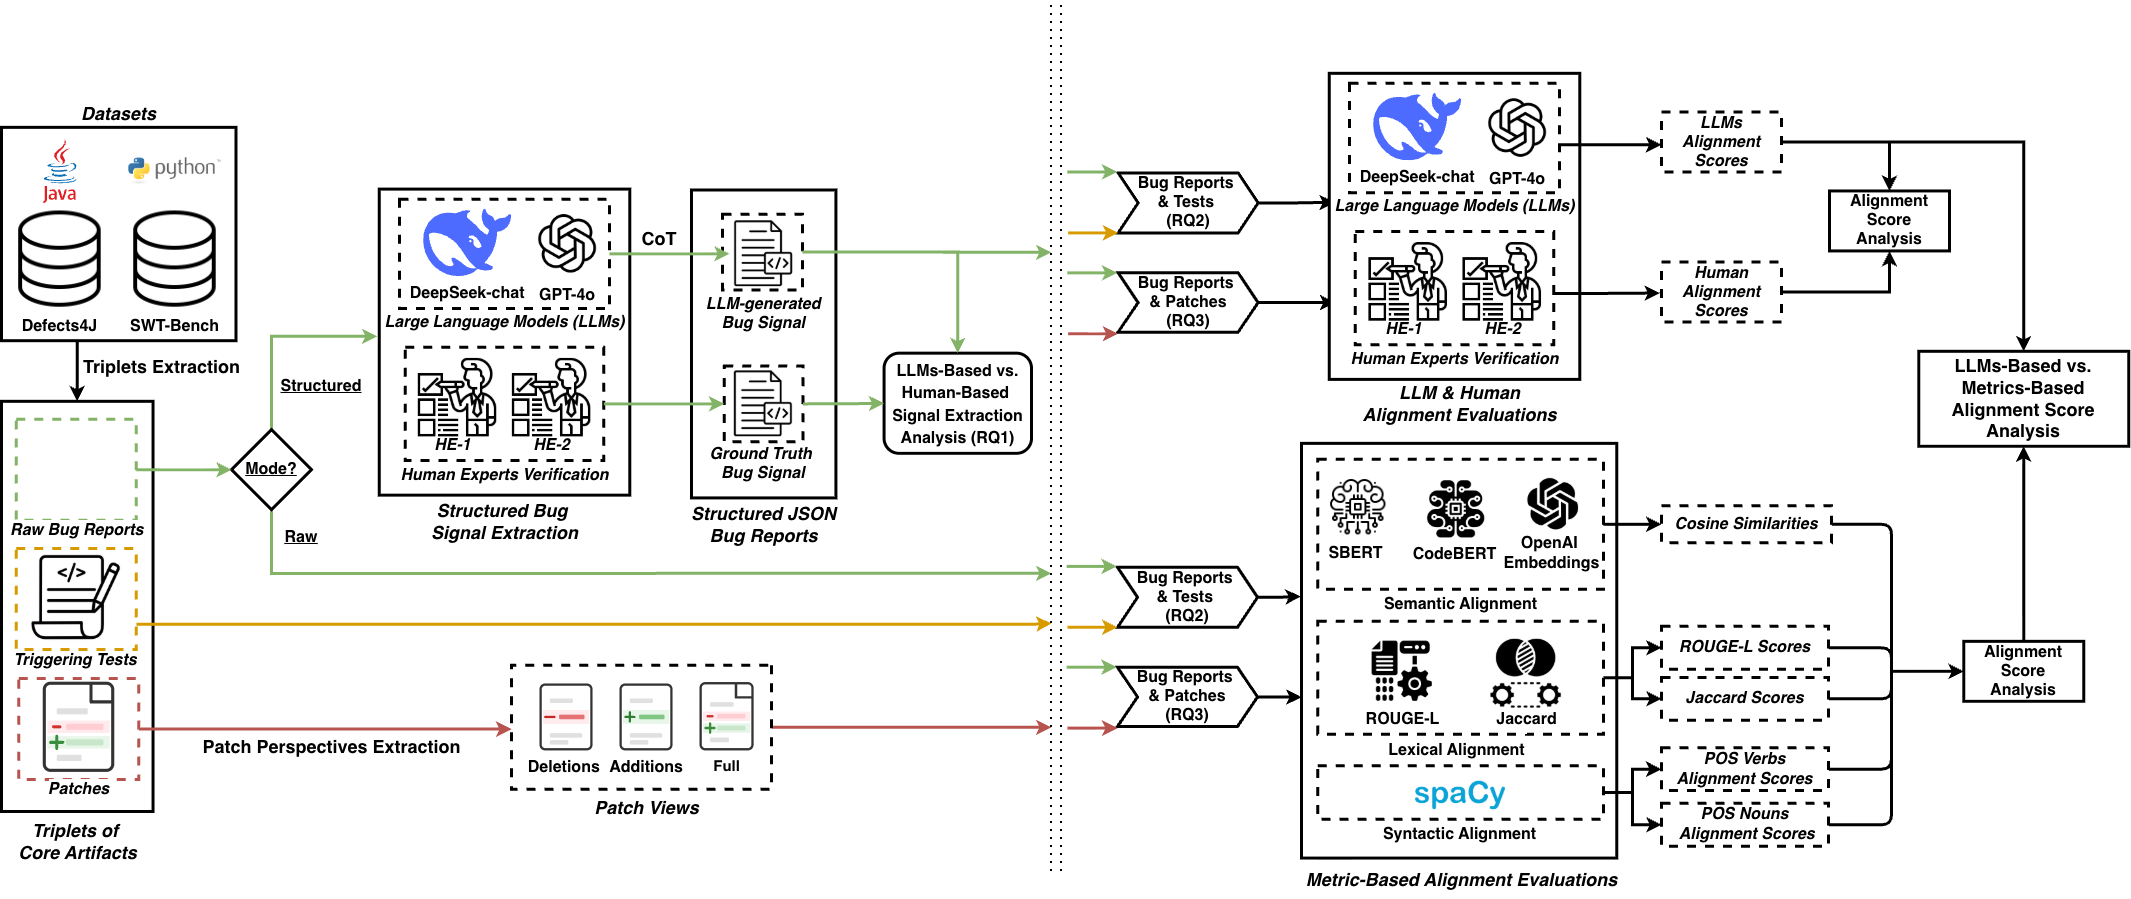 Datasets
Java
python
Defects4J
SWT-Bench
Triplets Extraction
Raw Bug Reports
</>
Triggering Tests
Patches
Triplets of
Core Artifacts
Mode?
Structured
Raw
DeepSeek-chat
GPT-4o
Large Language Models (LLMs)
HE-1
HE-2
Human Experts Verification
Structured Bug
Signal Extraction
CoT
</>
LLM-generated
Bug Signal
</>
Ground Truth
Bug Signal
Structured JSON
Bug Reports
LLMs-Based vs.
Human-Based
Signal Extraction
Analysis (RQ1)
Patch Perspectives Extraction
Deletions
Additions
Full
Patch Views
Bug Reports
& Tests
(RQ2)
Bug Reports
& Patches
(RQ3)
DeepSeek-chat
GPT-4o
Large Language Models (LLMs)
HE-1
HE-2
Human Experts Verification
LLM & Human
Alignment Evaluations
LLMs
Alignment
Scores
Human
Alignment
Scores
Alignment
Score
Analysis
LLMs-Based vs.
Metrics-Based
Alignment Score
Analysis
Bug Reports
& Tests
(RQ2)
Bug Reports
& Patches
(RQ3)
SBERT
CodeBERT
OpenAI
Embeddings
Semantic Alignment
ROUGE-L
Jaccard
Lexical Alignment
spaCy
Syntactic Alignment
Metric-Based Alignment Evaluations
Cosine Similarities
ROUGE-L Scores
Jaccard Scores
POS Verbs
Alignment Scores
POS Nouns
Alignment Scores
Alignment
Score
Analysis